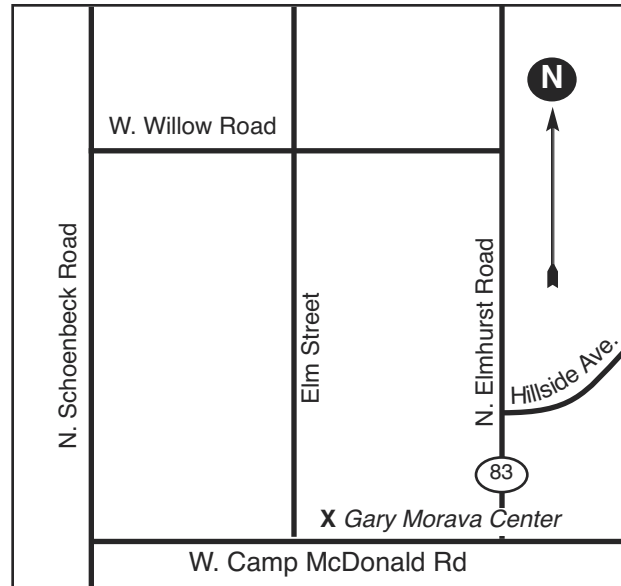 N
W. Willow Road
N. Schoenbeck Road
Elm Street
N. Elmhurst Road
Hillside Ave.
83
X Gary Morava Center
W. Camp McDonald Rd